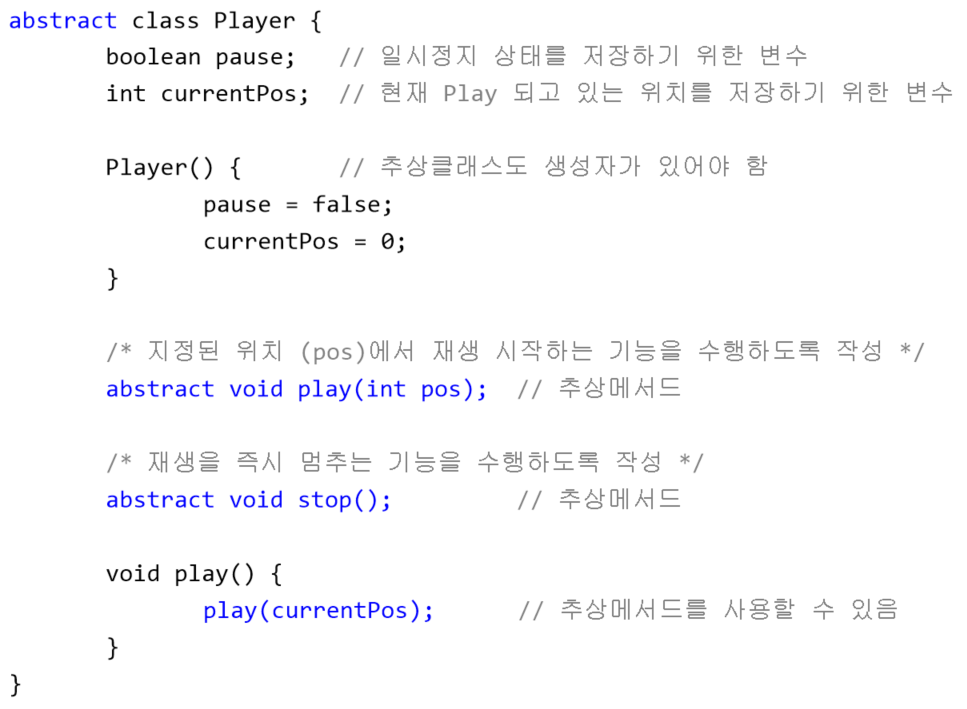 abstract class Player {
boolean pause; // 일시정지 상태를 저장하기 위한 변수
int currentPos; // 현재 Play 되고 있는 위치를 저장하기 위한 변수
Player() { // 추상클래스도 생성자가 있어야 함
pause = false;
currentPos = 0;
}
/* 지정된 위치 (pos)에서 재생 시작하는 기능을 수행하도록 작성 */
abstract void play(int pos); // 추상메서드
/* 재생을 즉시 멈추는 기능을 수행하도록 작성 */
abstract void stop(); // 추상메서드
void play() {
play(currentPos); // 추상메서드를 사용할 수 있음
}
}